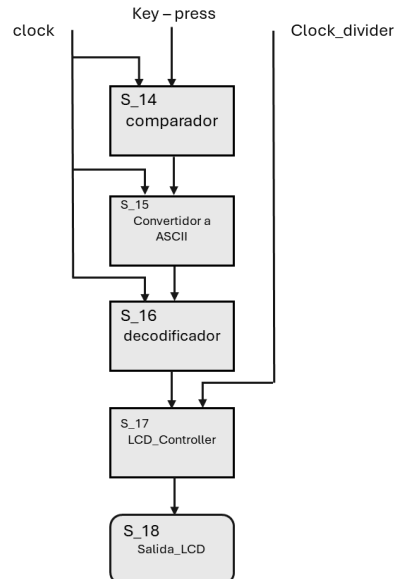 Key – press
clock
Clock_divider
S_14
comparador
S_15
Convertidor a
ASCII
S_16
decodificador
S_17
LCD_Controller
S_18
Salida_LCD